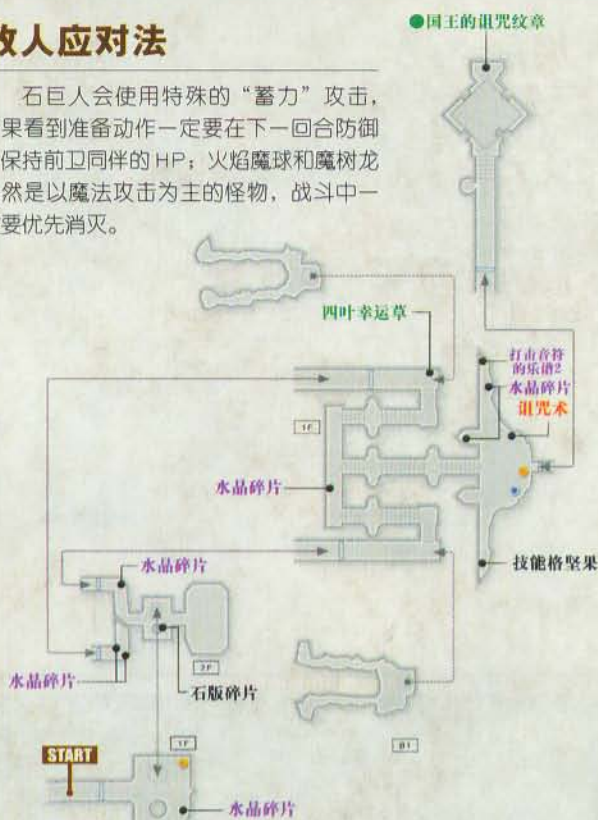 ●国王的诅咒纹章
敌人应对法
石巨人会使用特殊的“蓄力”攻击，
果看到准备动作一定要在下一回合防御
保持前卫同伴的HP；火焰魔球和魔树龙
然是以魔法攻击为主的怪物，战斗中一
要优先消灭。
四叶幸运草
打击音符
的乐谱2
水晶碎片
诅咒术
1F
水晶碎片
技能格坚果
水晶碎片
2F
水晶碎片
石版碎片
1F
B1
START
水晶碎片